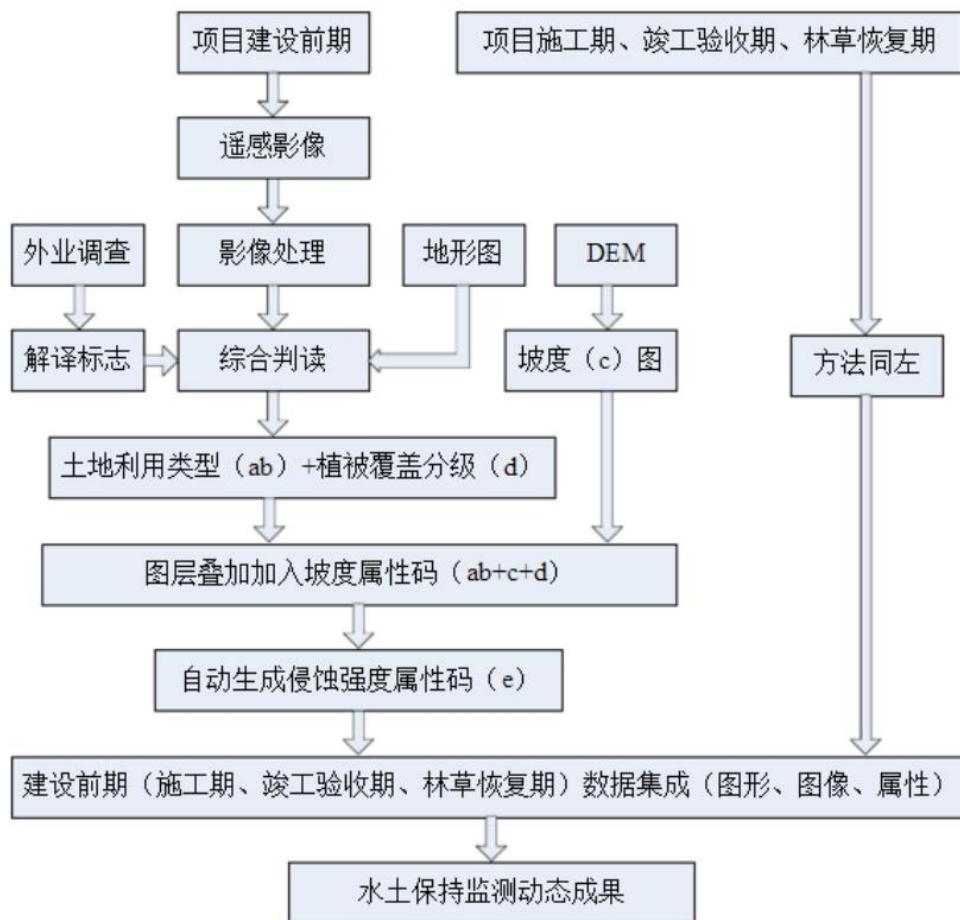 项目建设前期
项目施工期、竣工验收期、林草恢复期
遥感影像
外业调查
影像处理
地形图
DEM
解译标志
综合判读
坡度（c）图
方法同左
土地利用类型（ab）+植被覆盖分级（d）
图层叠加加入坡度属性码（ab+c+d）
自动生成侵蚀强度属性码（e）
建设前期（施工期、竣工验收期、林草恢复期）数据集成（图形、图像、属性）
水土保持监测动态成果